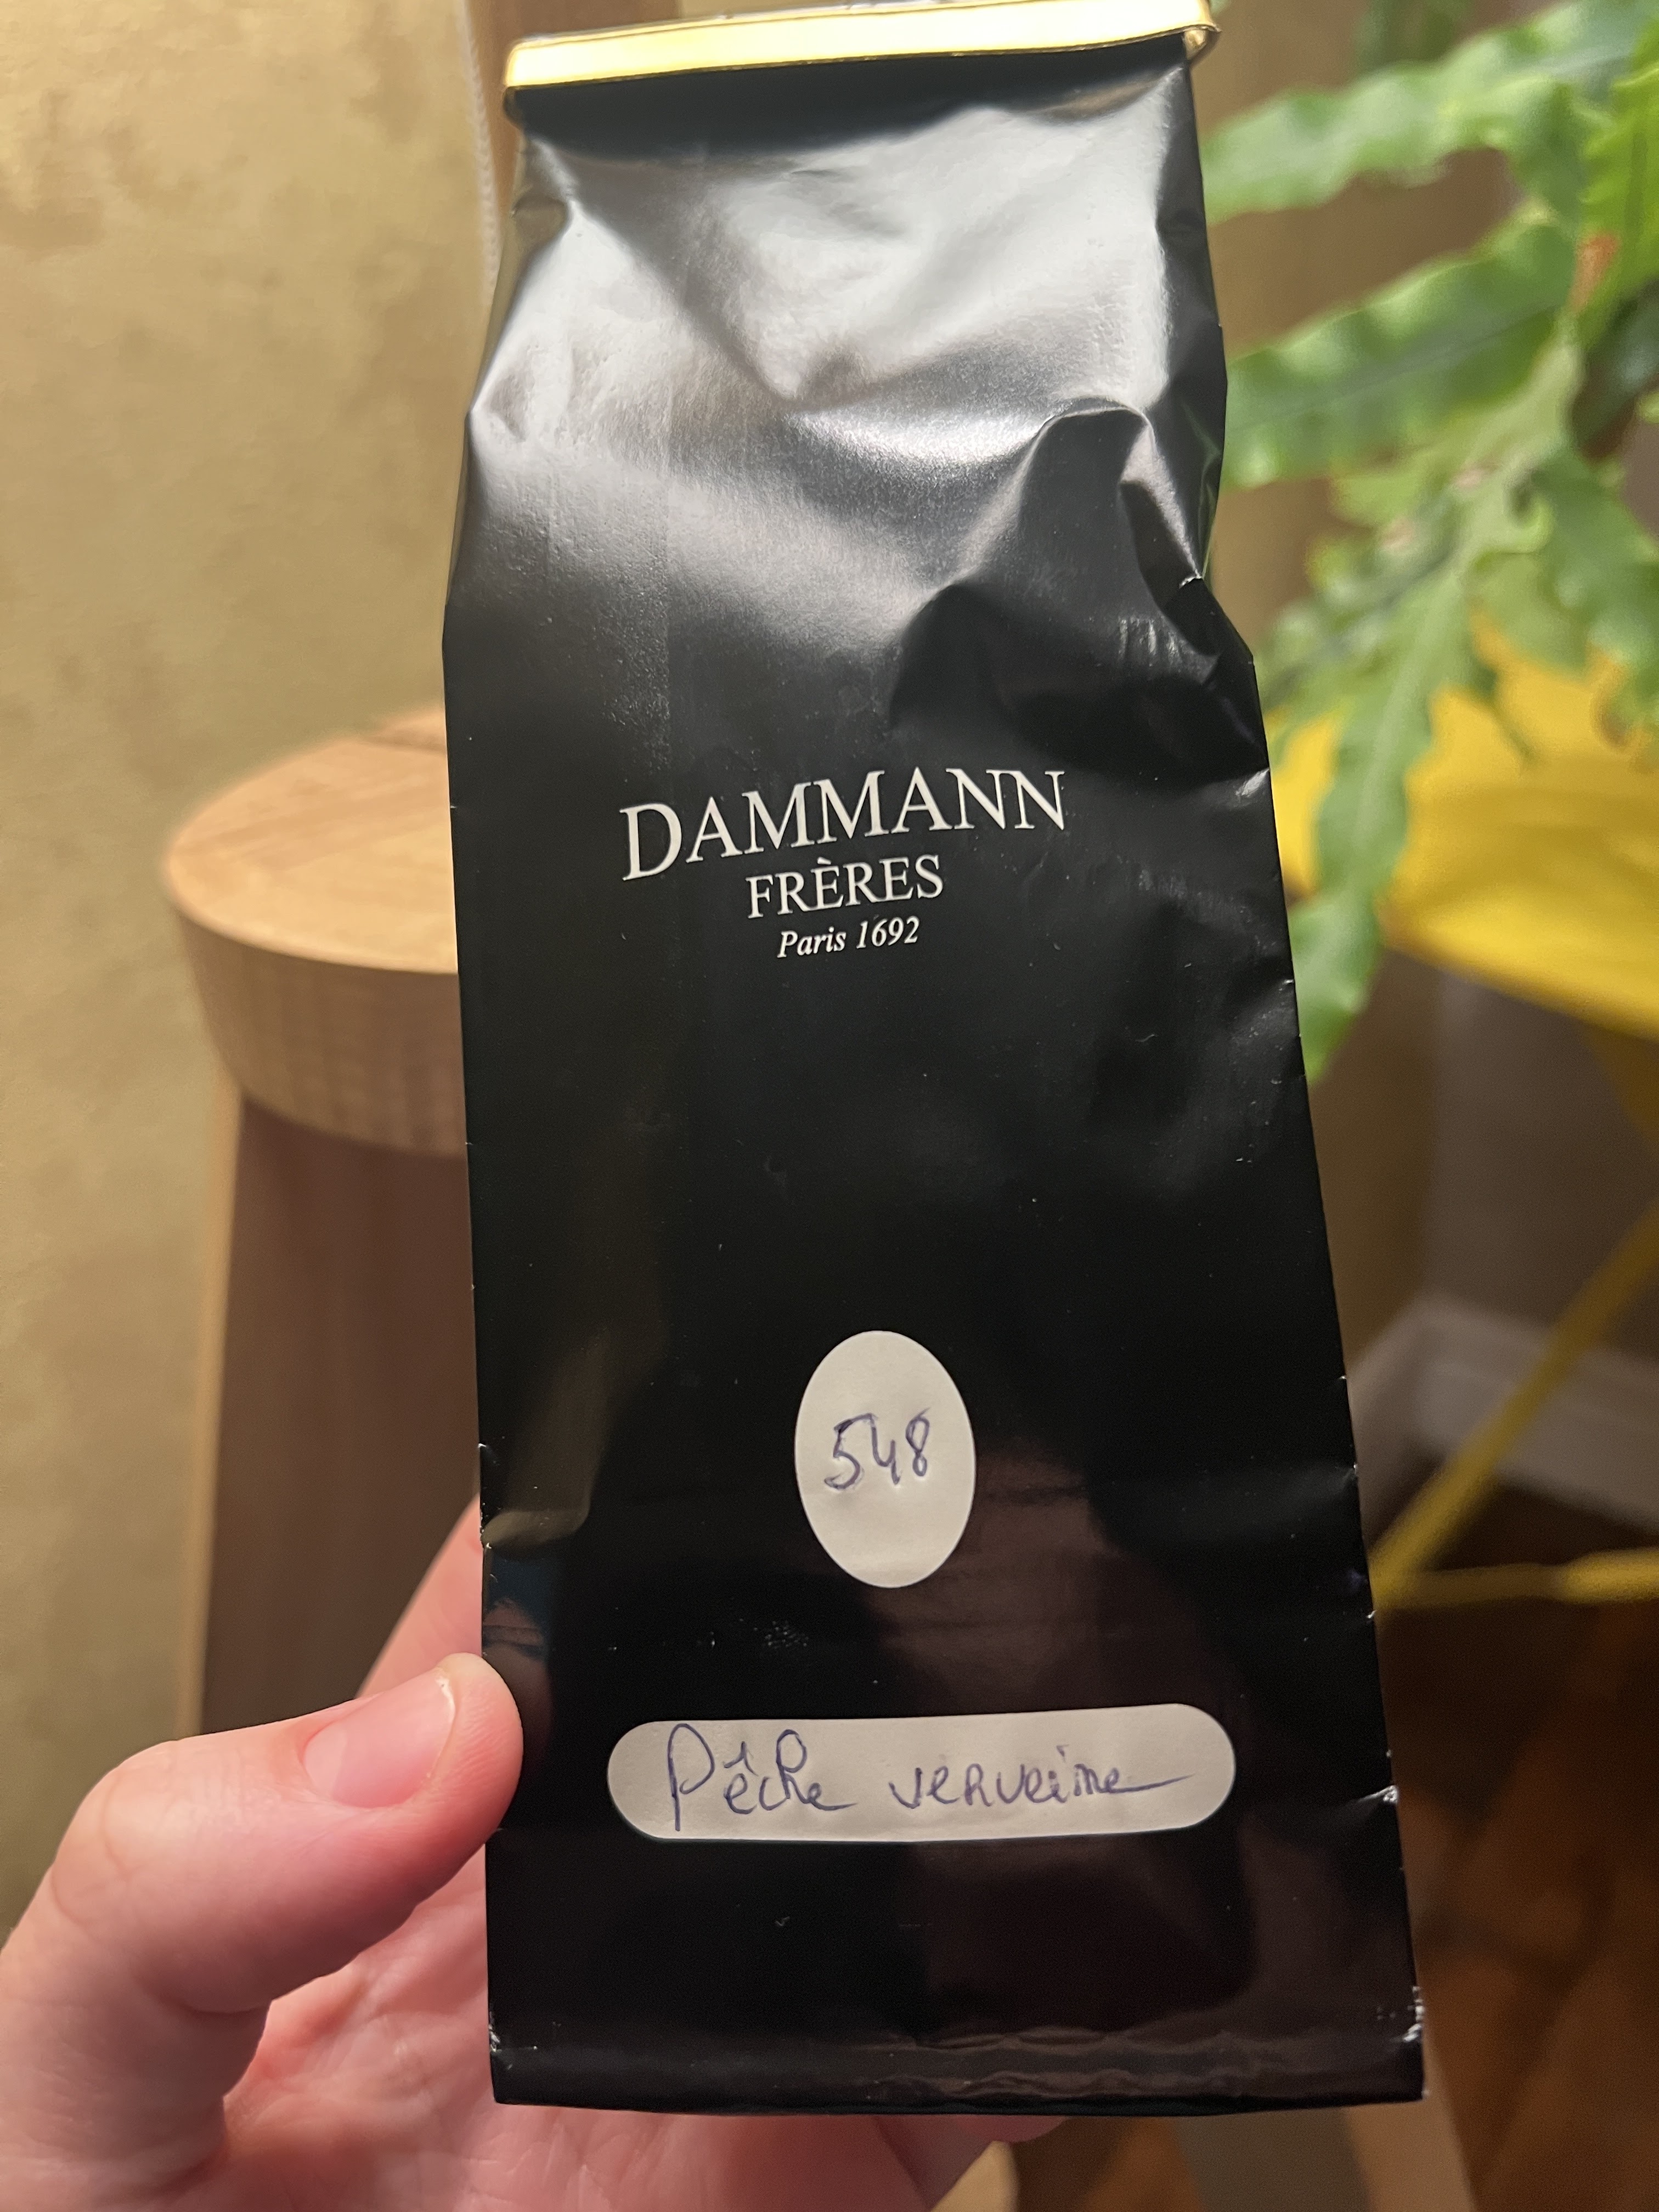 DAMMANN
FRÈRES
Paris 1692
548
Pêche verveine